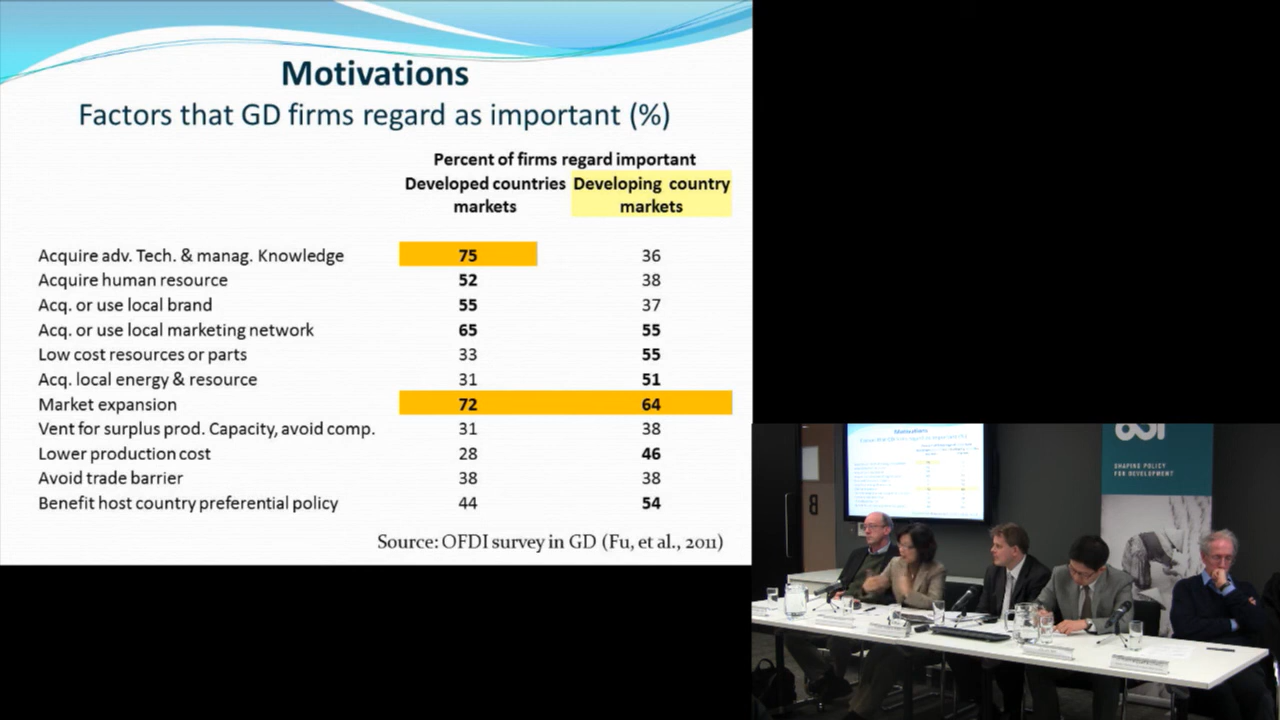 Motivations
Factors that GD firms regard as important (%)
Percent of firms regard important
Developed countries markets
Developing country markets
Acquire adv. Tech. & manag. Knowledge 75 36
Acquire human resource 52 38
Acq. or use local brand 55 37
Acq. or use local marketing network 65 55
Low cost resources or parts 33 55
Acq. local energy & resource 31 51
Market expansion 72 64
Vent for surplus prod. Capacity, avoid comp. 31 38
Lower production cost 28 46
Avoid trade barrier 38 38
Benefit host country preferential policy 44 54
Source: OFDI survey in GD (Fu, et al., 2011)
Motivations
SHAPING POLICY
FOR DEVELOPMENT